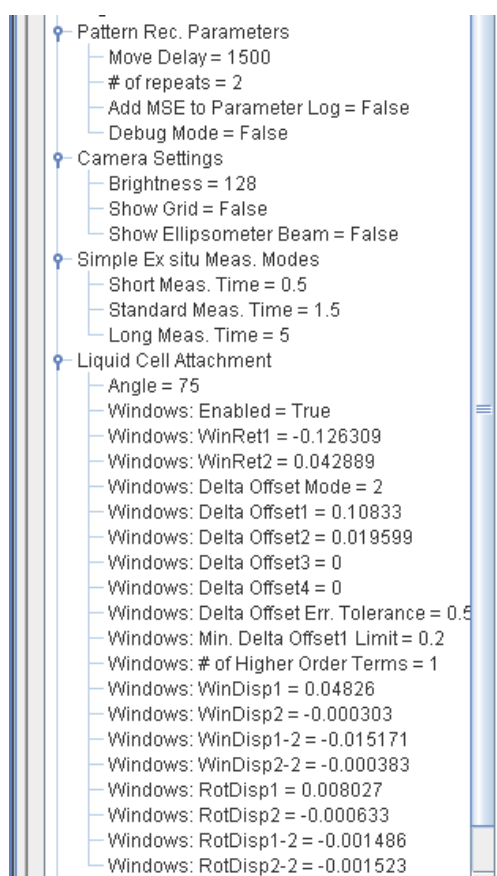 Pattern Rec. Parameters
Move Delay = 1500
# of repeats = 2
Add MSE to Parameter Log = False
Debug Mode = False
Camera Settings
Brightness = 128
Show Grid = False
Show Ellipsometer Beam = False
Simple Ex situ Meas. Modes
Short Meas. Time = 0.5
Standard Meas. Time = 1.5
Long Meas. Time = 5
Liquid Cell Attachment
Angle = 75
Windows: Enabled = True
Windows: WinRet1 = -0.126309
Windows: WinRet2 = 0.042889
Windows: Delta Offset Mode = 2
Windows: Delta Offset1 = 0.10833
Windows: Delta Offset2 = 0.019599
Windows: Delta Offset3 = 0
Windows: Delta Offset4 = 0
Windows: Delta Offset Err. Tolerance = 0.5
Windows: Min. Delta Offset1 Limit = 0.2
Windows: # of Higher Order Terms = 1
Windows: WinDisp1 = 0.04826
Windows: WinDisp2 = -0.000303
Windows: WinDisp1-2 = -0.015171
Windows: WinDisp2-2 = -0.000383
Windows: RotDisp1 = 0.008027
Windows: RotDisp2 = -0.000633
Windows: RotDisp1-2 = -0.001486
Windows: RotDisp2-2 = -0.001523